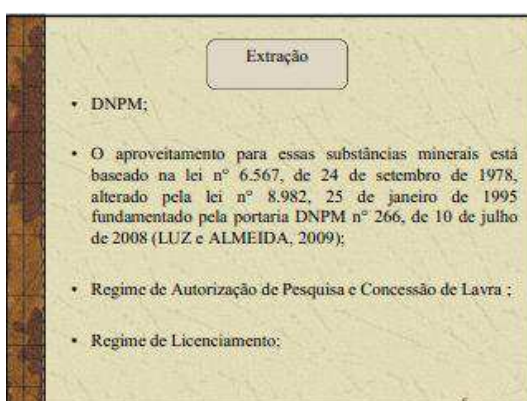 Extração
• DNPM;
• O aproveitamento para essas substâncias minerais está
baseado na lei n° 6.567, de 24 de setembro de 1978,
alterado pela lei n° 8.982, 25 de janeiro de 1995
fundamentado pela portaria DNPM n° 266, de 10 de julho
de 2008 (LUZ e ALMEIDA, 2009);
• Regime de Autorização de Pesquisa e Concessão de Lavra ;
• Regime de Licenciamento;